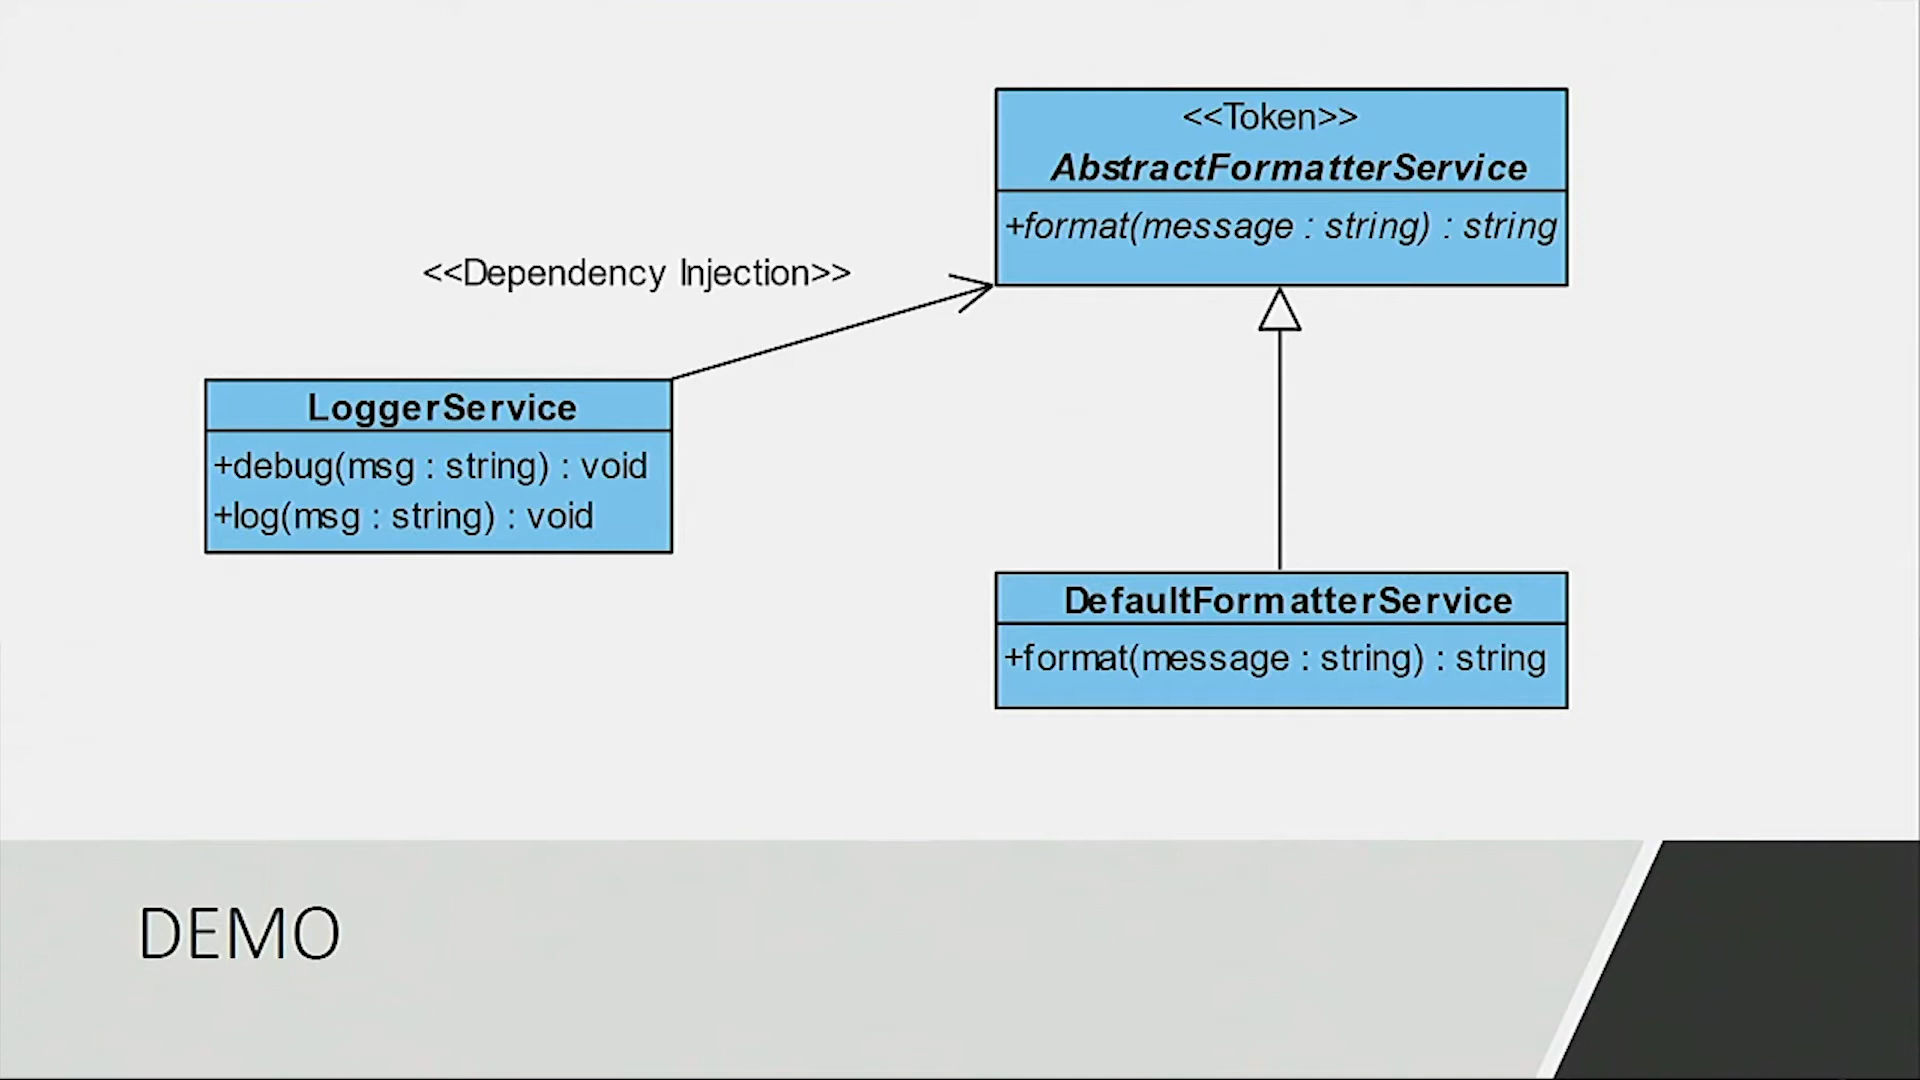 <<Token>>
AbstractFormatterService
+format(message : string) : string
<<Dependency Injection>>
LoggerService
+debug(msg : string) : void
+log(msg : string) : void
DefaultFormatterService
+format(message : string) : string
DEMO